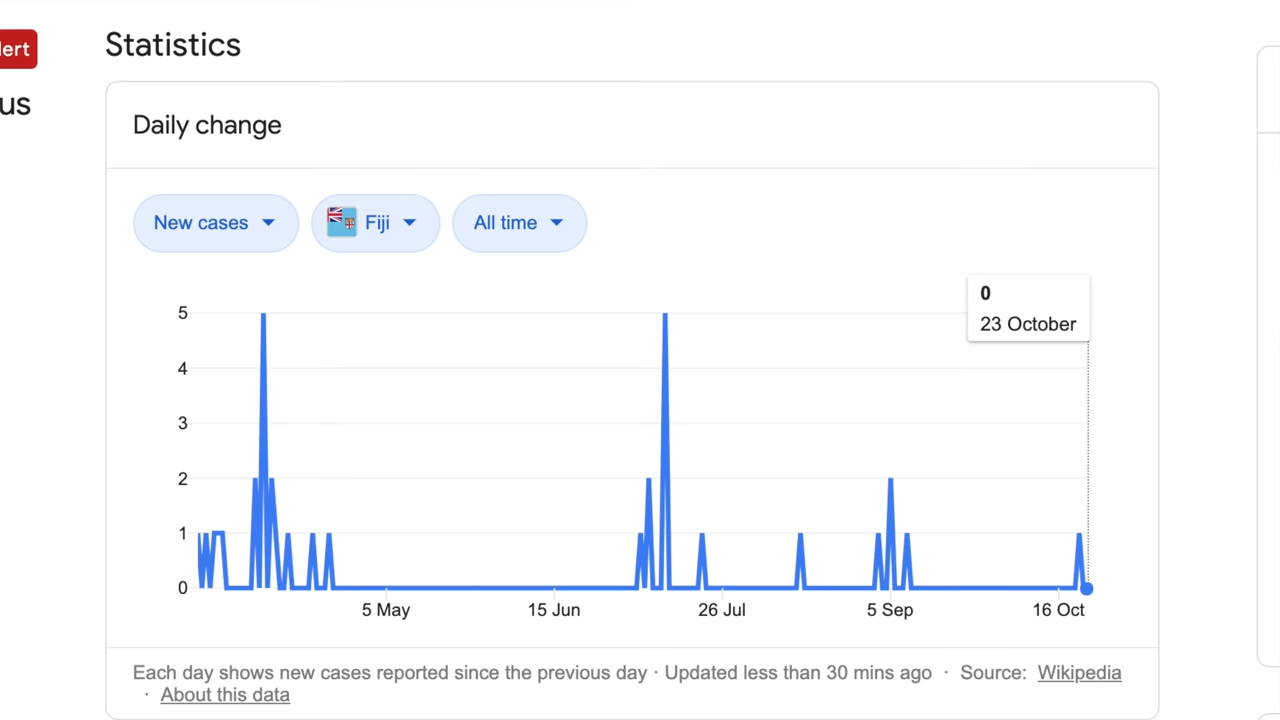 lert
us
Statistics
Daily change
New cases
Fiji
All time
0
23 October
5
4
3
2
1
0
5 May
15 Jun
26 Jul
5 Sep
16 Oct
Each day shows new cases reported since the previous day · Updated less than 30 mins ago · Source: Wikipedia
· About this data